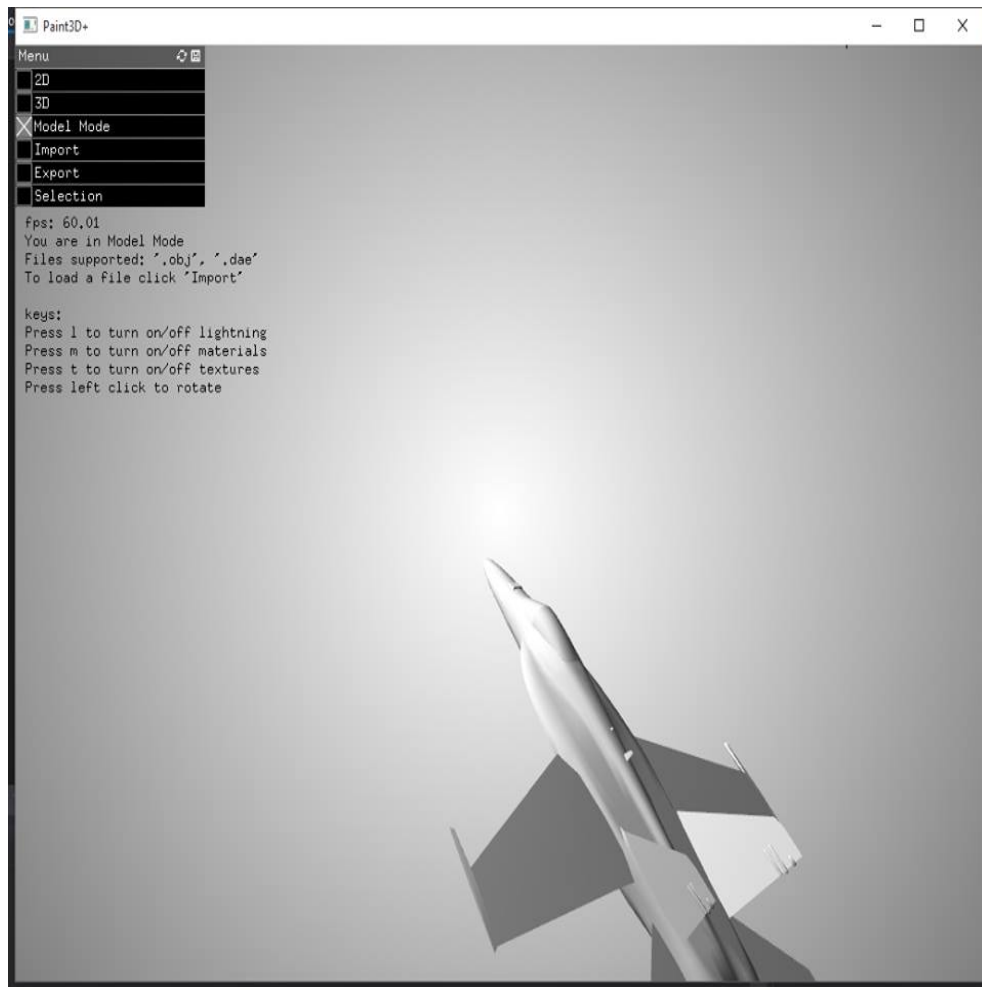 Paint3D+
Menu
2D
3D
Model Mode
Import
Export
Selection
fps: 60.01
You are in Model Mode
Files supported: '.obj', '.dae'
To load a file click 'Import'
keys:
Press l to turn on/off lightning
Press m to turn on/off materials
Press t to turn on/off textures
Press left click to rotate